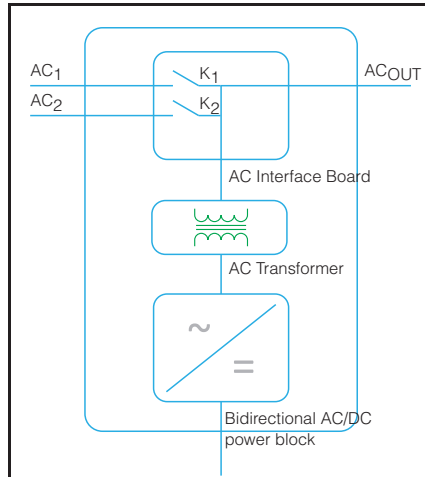 AC1
K1
ACOUT
AC2
K2
AC Interface Board
AC Transformer
~
=
Bidirectional AC/DC
power block